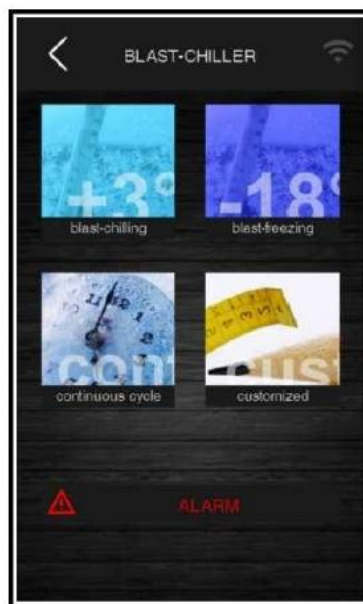 BLAST-CHILLER
+3°
-18°
blast-chilling
blast-freezing
cont
cust
continuous cycle
customized
ALARM